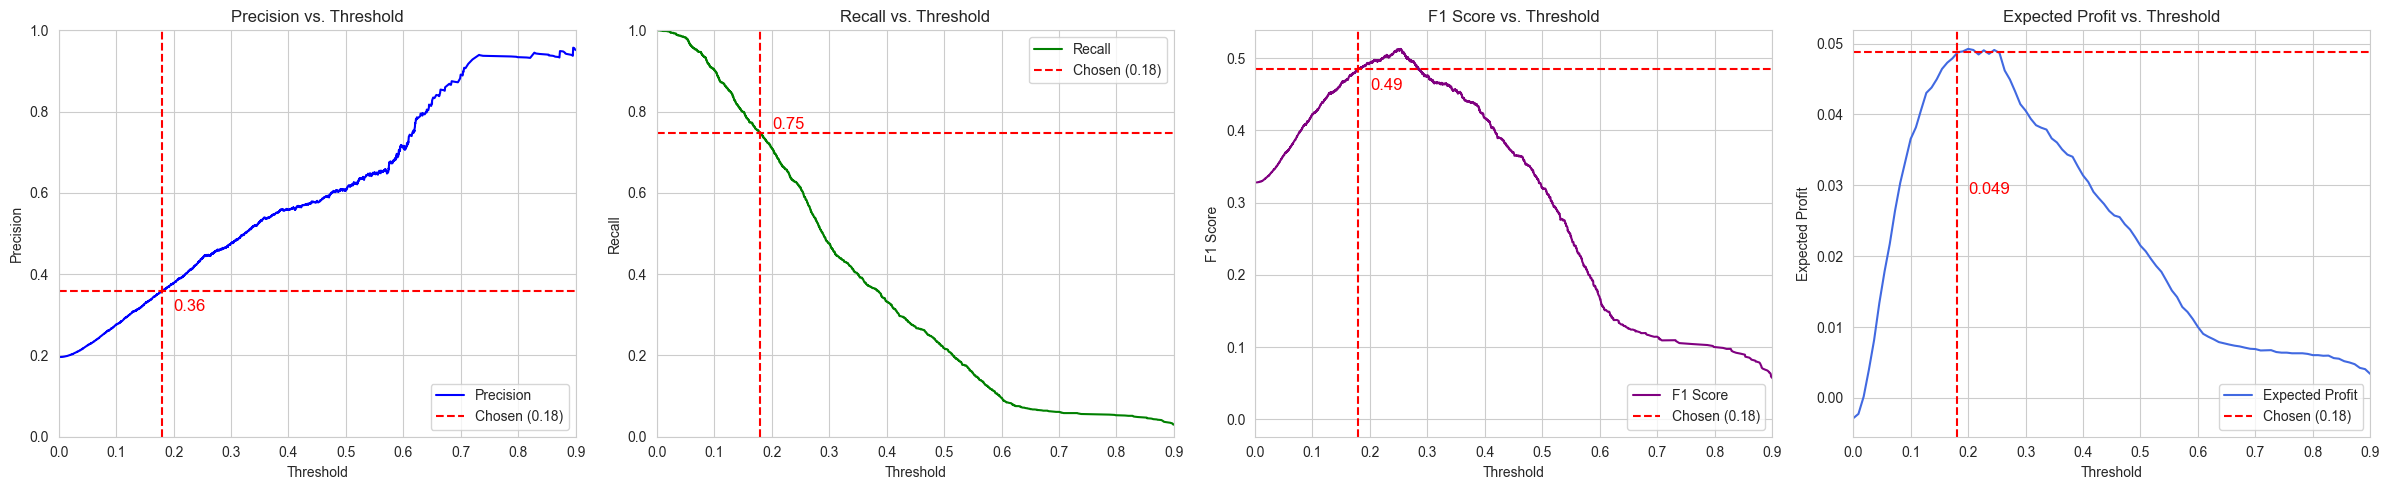 Precision vs. Threshold
1.0
0.8
0.6
0.4
0.2
0.0
Precision
0.36
Precision
Chosen (0.18)
0.0 0.1 0.2 0.3 0.4 0.5 0.6 0.7 0.8 0.9
Threshold
Recall vs. Threshold
1.0
0.8
0.6
0.4
0.2
0.0
Recall
Recall
Chosen (0.18)
0.75
0.0 0.1 0.2 0.3 0.4 0.5 0.6 0.7 0.8 0.9
Threshold
F1 Score vs. Threshold
0.5
0.4
0.3
0.2
0.1
0.0
F1 Score
0.49
F1 Score
Chosen (0.18)
0.0 0.1 0.2 0.3 0.4 0.5 0.6 0.7 0.8 0.9
Threshold
Expected Profit vs. Threshold
0.05
0.04
0.03
0.02
0.01
0.00
Expected Profit
0.049
Expected Profit
Chosen (0.18)
0.0 0.1 0.2 0.3 0.4 0.5 0.6 0.7 0.8 0.9
Threshold